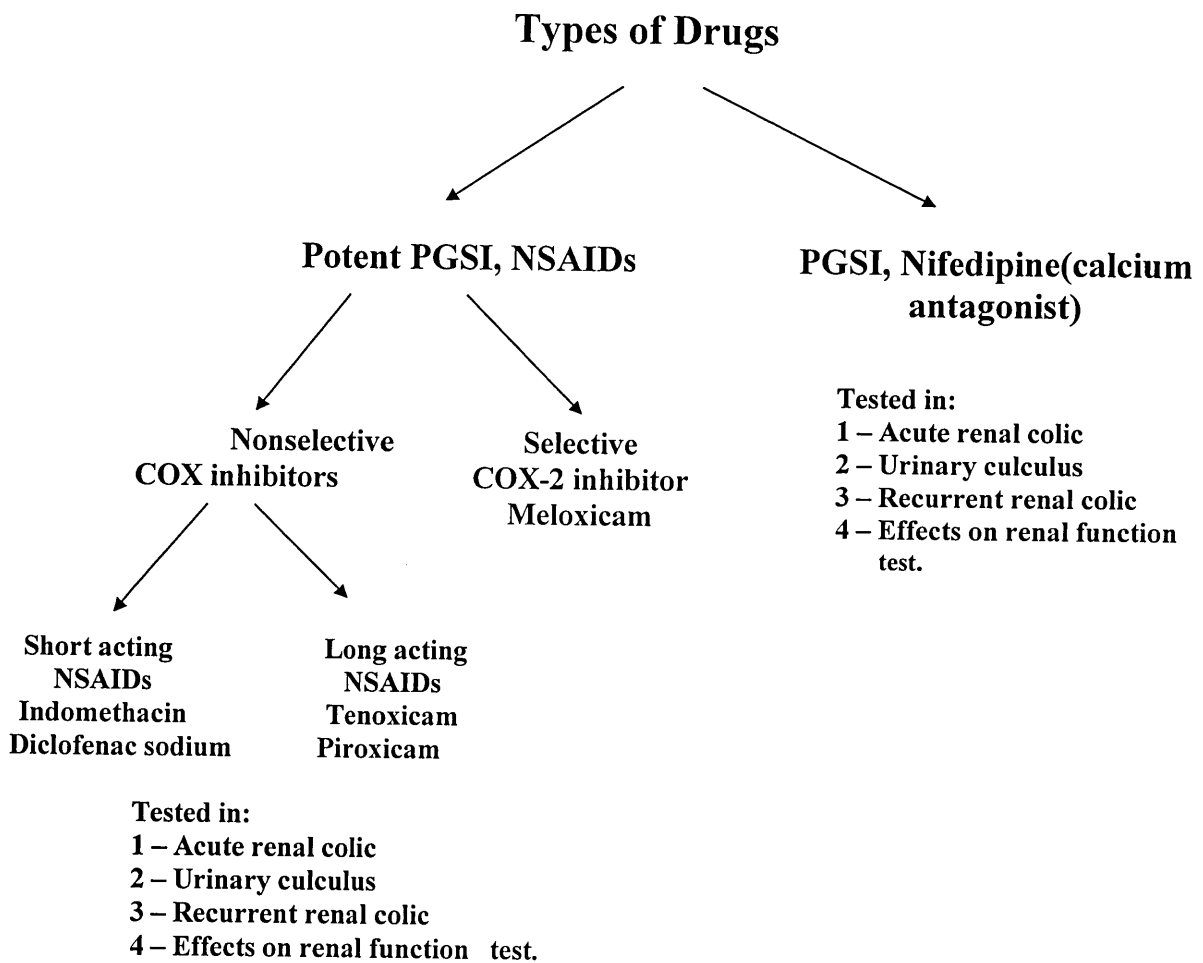 Types of Drugs
Potent PGSI, NSAIDs
PGSI, Nifedipine(calcium
antagonist)
Nonselective
COX inhibitors
Selective
COX-2 inhibitor
Meloxicam
Tested in:
1 – Acute renal colic
2 – Urinary culculus
3 – Recurrent renal colic
4 – Effects on renal function
test.
Short acting
NSAIDs
Indomethacin
Diclofenac sodium
Long acting
NSAIDs
Tenoxicam
Piroxicam
Tested in:
1 – Acute renal colic
2 – Urinary culculus
3 – Recurrent renal colic
4 – Effects on renal function test.